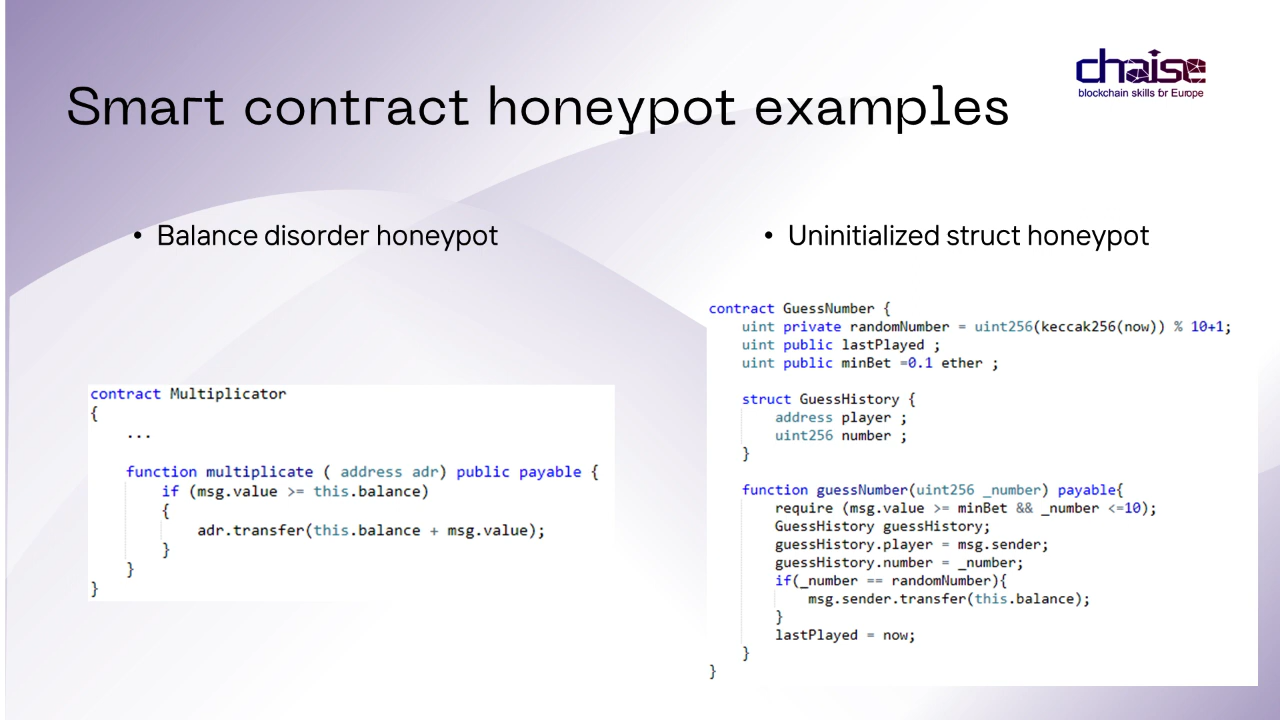 Smart contract honeypot examples
chaise
blockchain skills for Europe
• Balance disorder honeypot
contract Multiplicator
{
...
function multiplicate ( address adr) public payable {
if (msg.value >= this.balance)
{
adr.transfer(this.balance + msg.value);
}
}
}
• Uninitialized struct honeypot
contract GuessNumber {
uint private randomNumber = uint256(keccak256(now)) % 10+1;
uint public lastPlayed ;
uint public minBet =0.1 ether ;
struct GuessHistory {
address player ;
uint256 number ;
}
function guessNumber(uint256 _number) payable{
require (msg.value >= minBet && _number <=10);
GuessHistory guessHistory;
guessHistory.player = msg.sender;
guessHistory.number = _number;
if(_number == randomNumber){
msg.sender.transfer(this.balance);
}
lastPlayed = now;
}
}